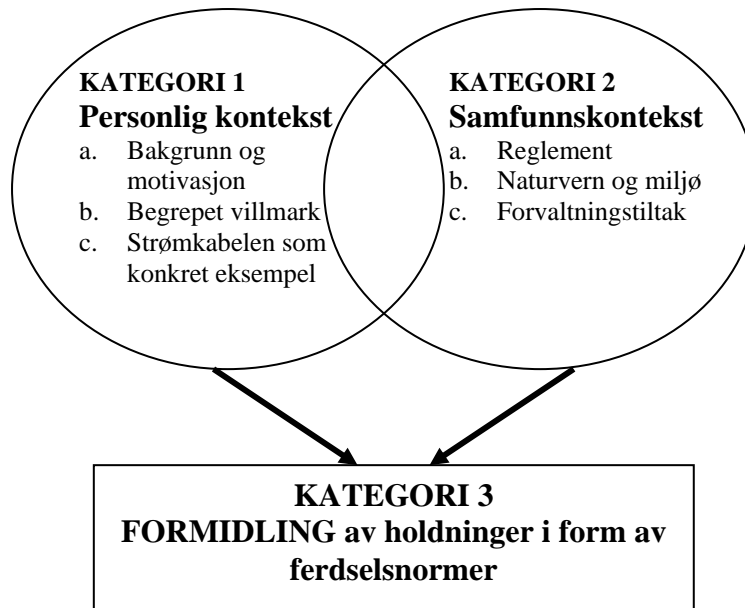 KATEGORI 1
Personlig kontekst
a. Bakgrunn og
motivasjon
b. Begrepet villmark
c. Strømkabelen som
konkret eksempel
KATEGORI 2
Samfunnskontekst
a. Reglement
b. Naturvern og miljø
c. Forvaltningstiltak
KATEGORI 3
FORMIDLING av holdninger i form av
ferdselsnormer